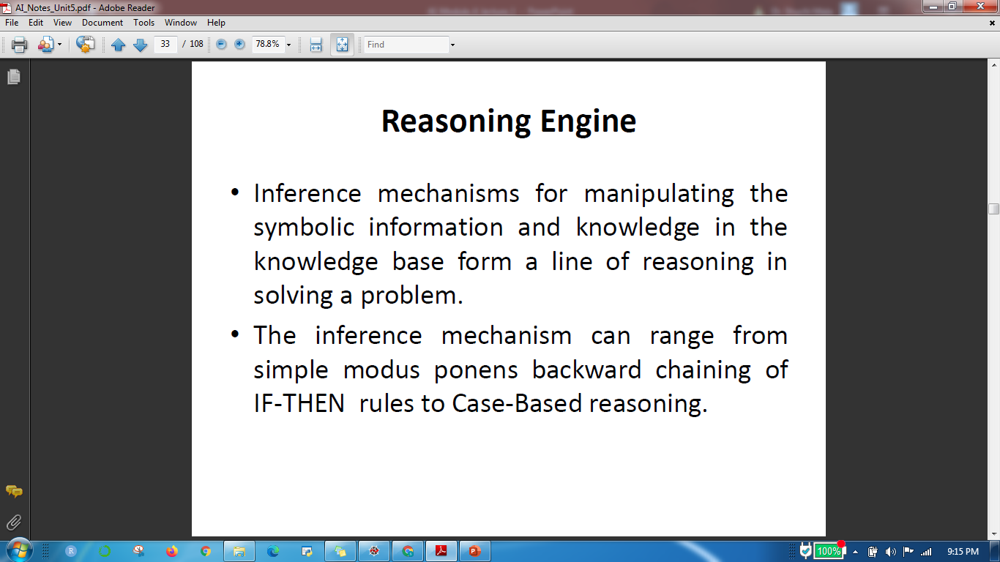 AI_Notes_Unit5.pdf - Adobe Reader
File Edit View Document Tools Window Help
33 / 108 78.8% Find
Reasoning Engine
• Inference mechanisms for manipulating the
symbolic information and knowledge in the
knowledge base form a line of reasoning in
solving a problem.
• The inference mechanism can range from
simple modus ponens backward chaining of
IF-THEN rules to Case-Based reasoning.
100% 9:15 PM